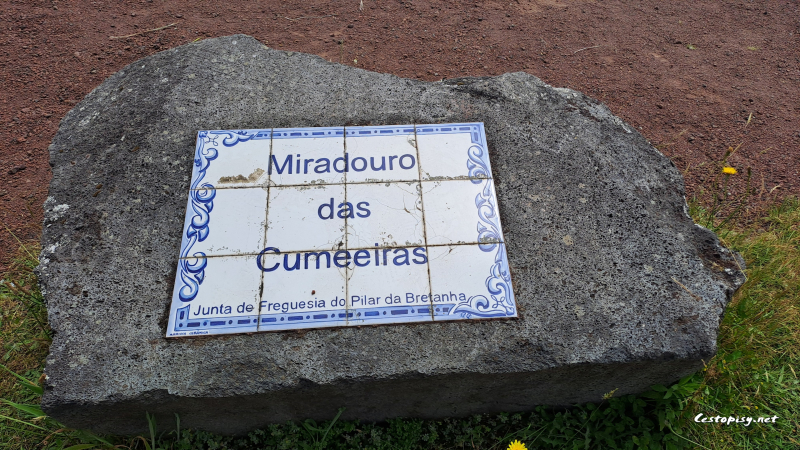 Miradouro
das
Cumeeiras
Junta de Freguesia do Pilar da Bretanha
Cestopisy.net